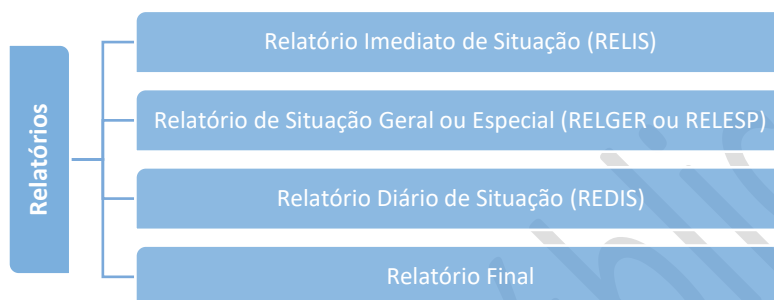 Relatórios
Relatório Imediato de Situação (RELIS)
Relatório de Situação Geral ou Especial (RELGER ou RELESP)
Relatório Diário de Situação (REDIS)
Relatório Final